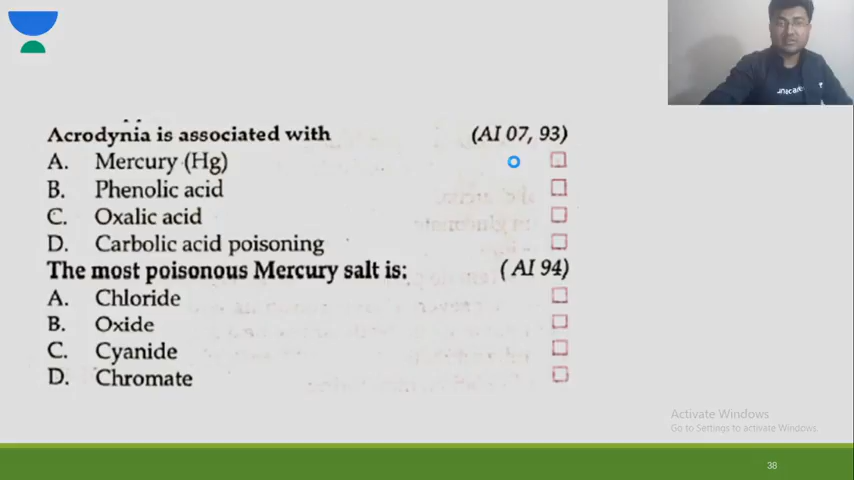 Acrodynia is associated with (AI 07, 93)
A. Mercury (Hg)
B. Phenolic acid
C. Oxalic acid
D. Carbolic acid poisoning
The most poisonous Mercury salt is: ( AI 94)
A. Chloride
B. Oxide
C. Cyanide
D. Chromate
Activate Windows
Go to Settings to activate Windows.
38